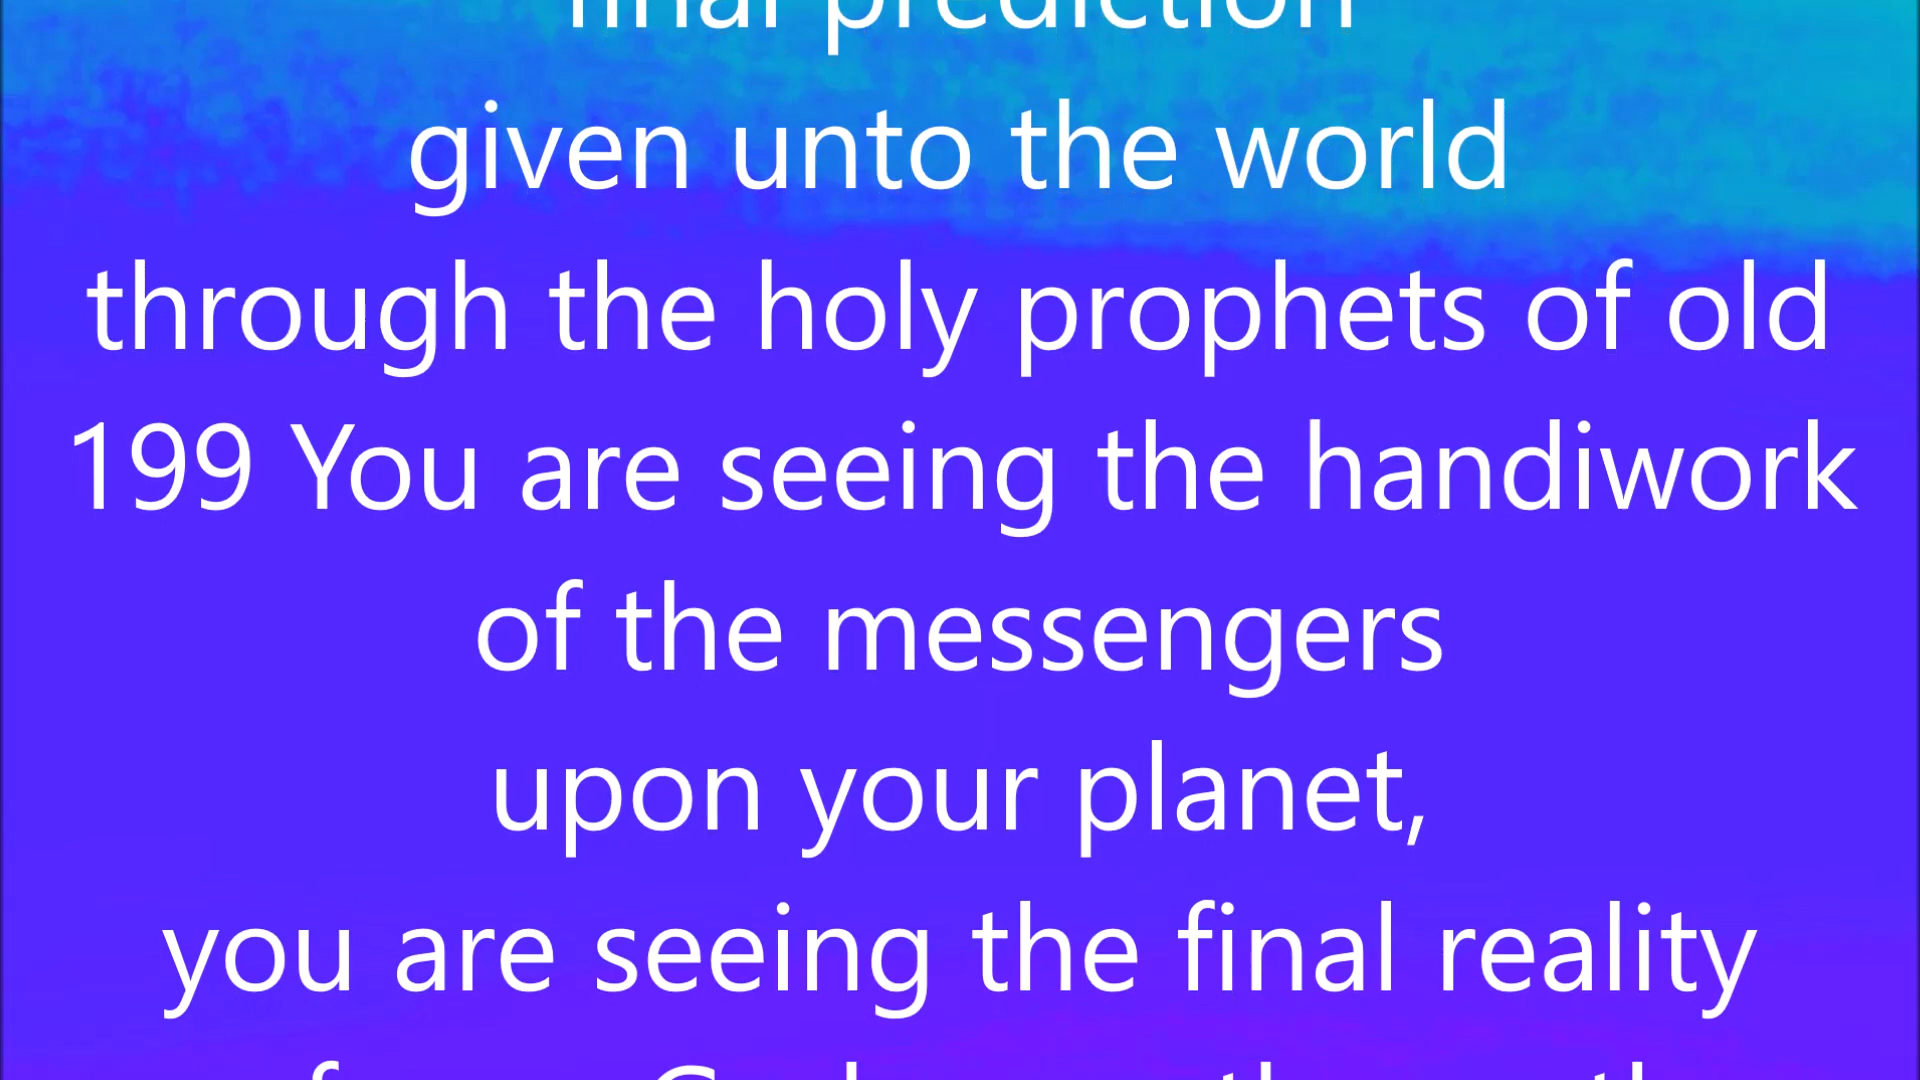 final prediction
given unto the world
through the holy prophets of old
199 You are seeing the handiwork
of the messengers
upon your planet,
you are seeing the final reality